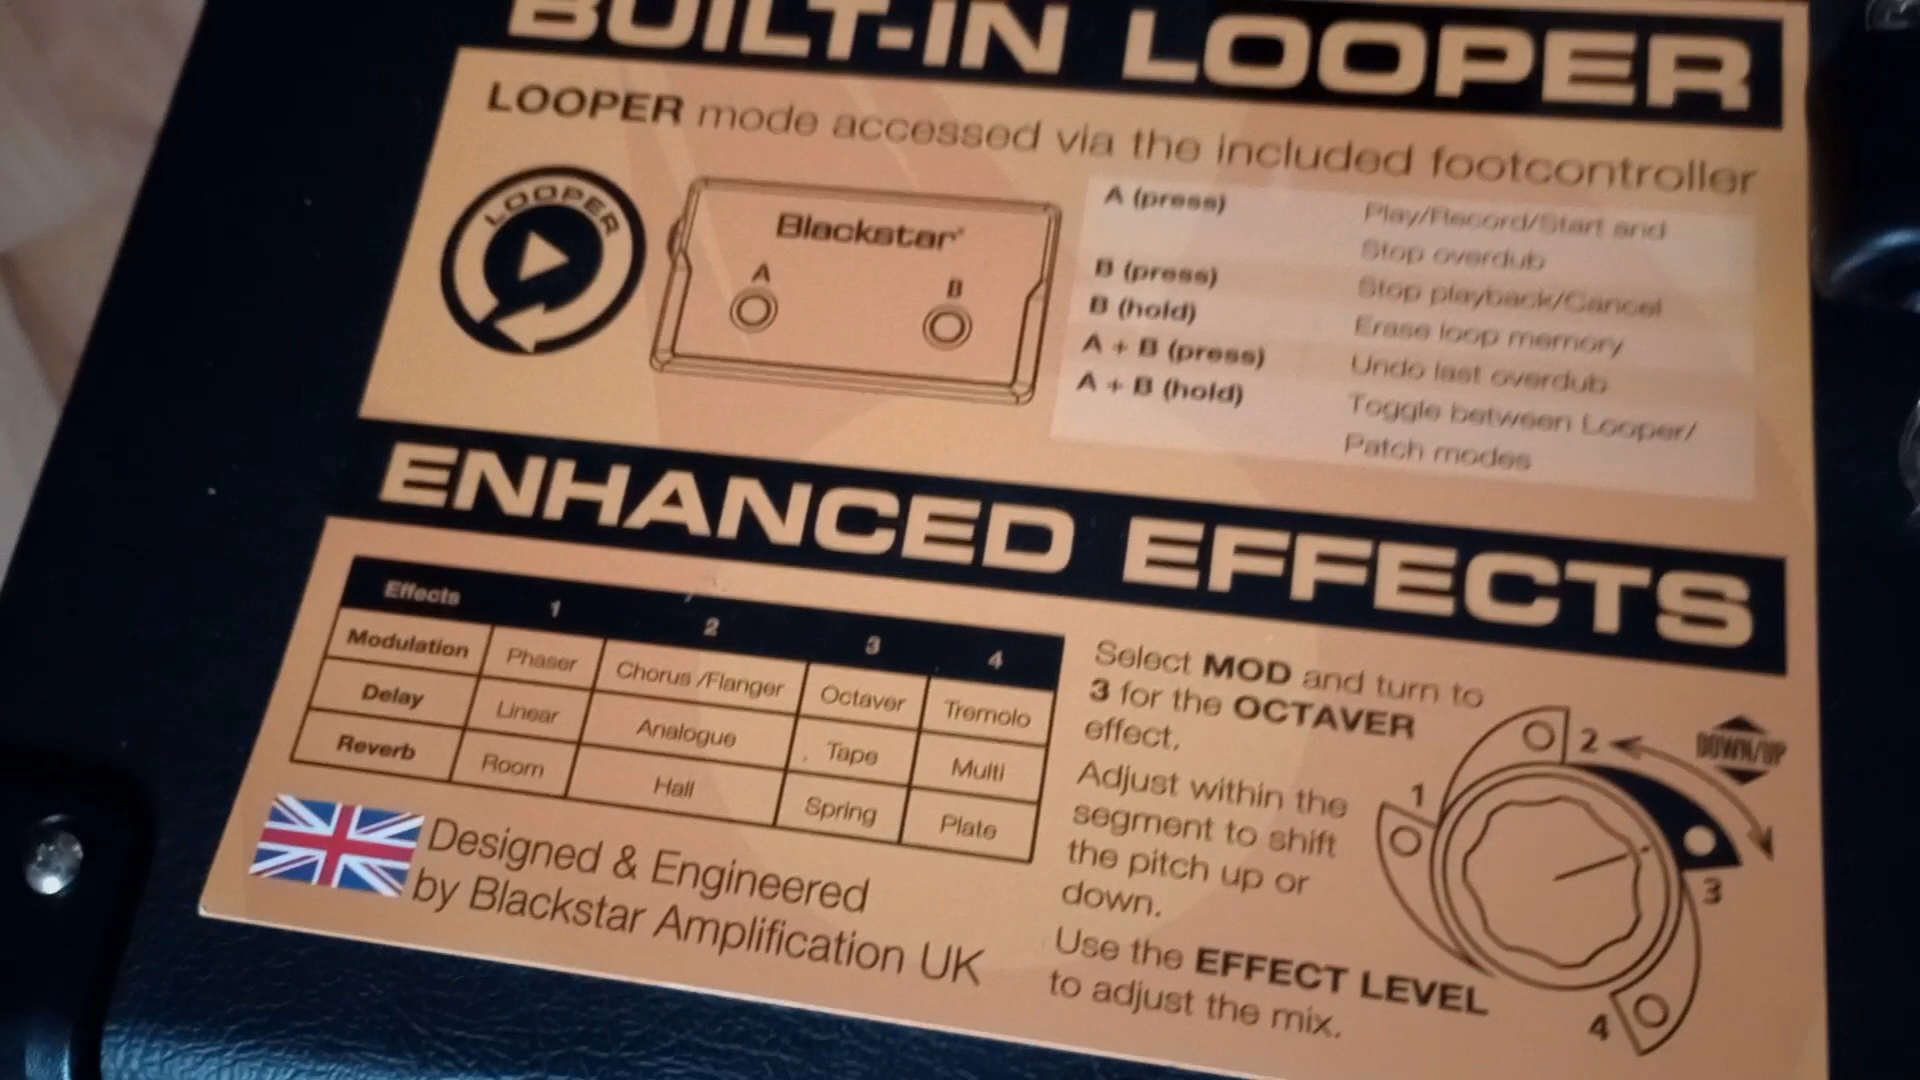 BUILT-IN LOOPER
LOOPER mode accessed via the included footcontroller
LOOPER
Blackstar
A
B
A (press) Play/Record/Start and
Stop overdub
B (press) Stop playback/Cancel
B (hold) Erase loop memory
A + B (press) Undo last overdub
A + B (hold) Toggle between Looper/
Patch modes
ENHANCED EFFECTS
Effects 1 2 3 4
Modulation Phaser Chorus /Flanger Octaver Tremolo
Delay Linear Analogue Tape Multi
Reverb Room Hall Spring Plate
Designed & Engineered
by Blackstar Amplification UK
Select MOD and turn to
3 for the OCTAVER
effect.
Adjust within the
segment to shift
the pitch up or
down.
Use the EFFECT LEVEL
to adjust the mix.
1
2
DOWN/UP
3
4